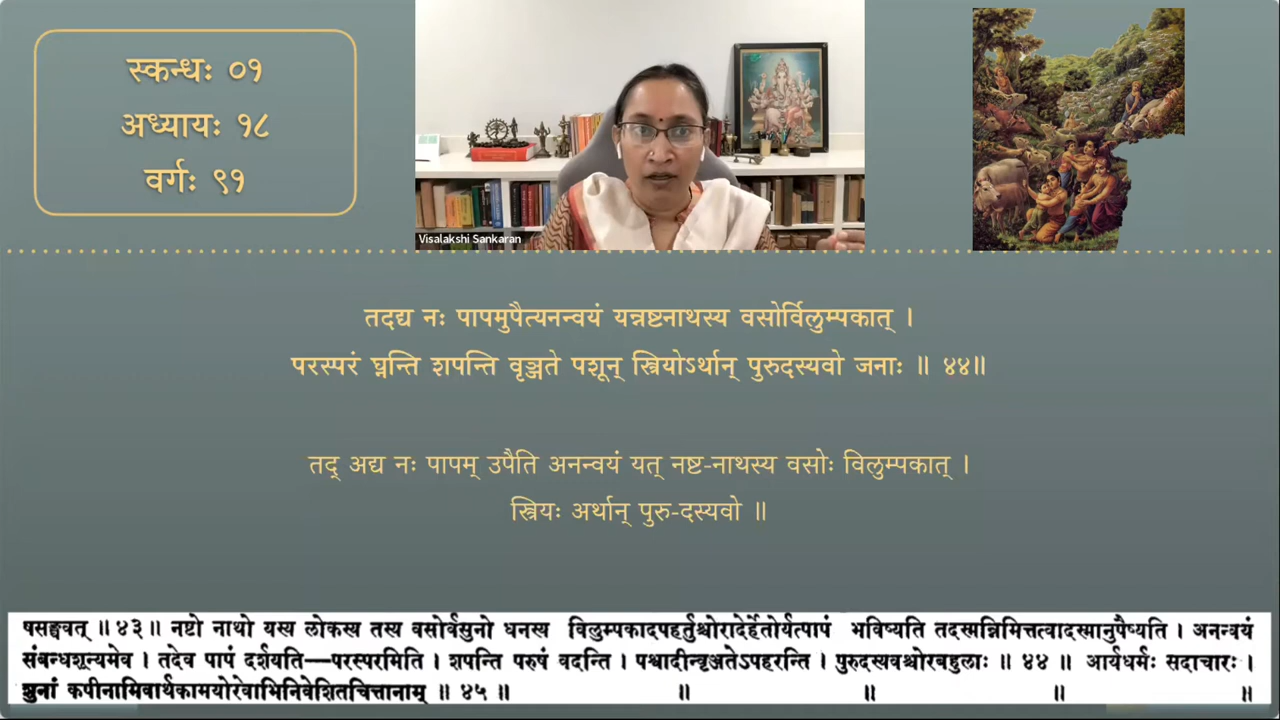 स्कन्धः ०१
अध्यायः १८
वर्गः ९१
Visalakshi Sankaran
तदद्य नः पापमुपैत्यनन्वयं यन्नष्टनाथस्य वसोर्विलुम्पकात् ।
परस्परं घ्नन्ति शपन्ति वृञ्जते पशून् स्त्रियोऽर्थान् पुरुदस्यवो जनाः ॥ ४४॥
तद् अद्य नः पापम् उपैति अनन्वयं यत् नष्ट-नाथस्य वसोः विलुम्पकात् ।
स्त्रियः अर्थान् पुरु-दस्यवो ॥
षसङ्घवत् ॥ ४३ ॥ नष्टो नाथो यस्य लोकस्य तस्य वसोर्वसुनो धनस्य विलुम्पकादपहर्तुश्चोरादेर्हेतोर्यत्पापं भविष्यति तदस्मन्निमित्तत्वादस्मानुपैष्यति । अनन्वयं
संबन्धशून्यमेव । तदेव पापं दर्शयति—परस्परमिति । शपन्ति परुषं वदन्ति । पश्वादीन्वृञ्जतेऽपहरन्ति । पुरुदस्यवश्चोरबहुलाः ॥ ४४ ॥ आर्यधर्मः सदाचारः ।
शुनां कपीनामिवार्थकामयोरेवाभिनिवेशितचित्तानाम् ॥ ४५ ॥ ॥ ॥ ॥ ॥